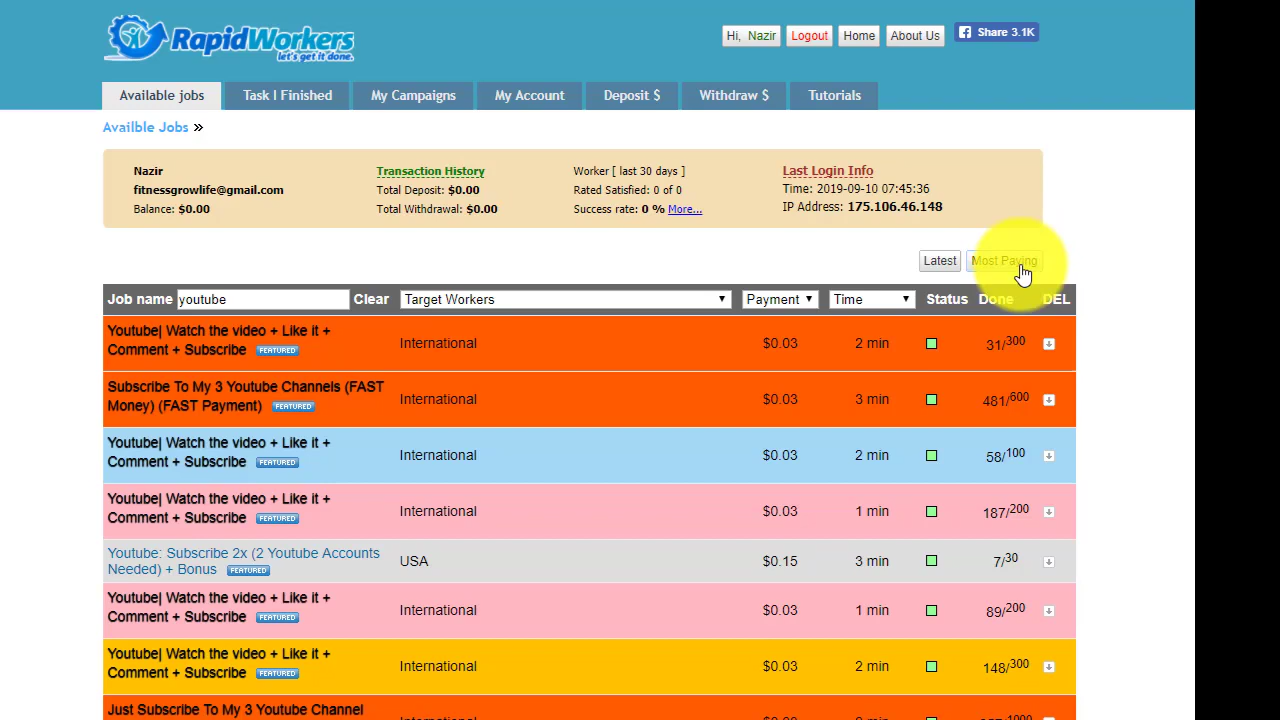 RapidWorkers
let's get it done.
Hi, Nazir Logout Home About Us Share 3.1K
Available jobs Task I Finished My Campaigns My Account Deposit $ Withdraw $ Tutorials
Availble Jobs »
Nazir Transaction History Worker [ last 30 days ] Last Login Info
fitnessgrowlife@gmail.com Total Deposit: $0.00 Rated Satisfied: 0 of 0 Time: 2019-09-10 07:45:36
Balance: $0.00 Total Withdrawal: $0.00 Success rate: 0 % More... IP Address: 175.106.46.148
Latest Most Paying
Job name youtube Clear Target Workers Payment Time Status Done DEL
Youtube| Watch the video + Like it +
Comment + Subscribe FEATURED International $0.03 2 min 31/300
Subscribe To My 3 Youtube Channels (FAST
Money) (FAST Payment) FEATURED International $0.03 3 min 481/600
Youtube| Watch the video + Like it +
Comment + Subscribe FEATURED International $0.03 2 min 58/100
Youtube| Watch the video + Like it +
Comment + Subscribe FEATURED International $0.03 1 min 187/200
Youtube: Subscribe 2x (2 Youtube Accounts
Needed) + Bonus FEATURED USA $0.15 3 min 7/30
Youtube| Watch the video + Like it +
Comment + Subscribe FEATURED International $0.03 1 min 89/200
Youtube| Watch the video + Like it +
Comment + Subscribe FEATURED International $0.03 2 min 148/300
Just Subscribe To My 3 Youtube Channel